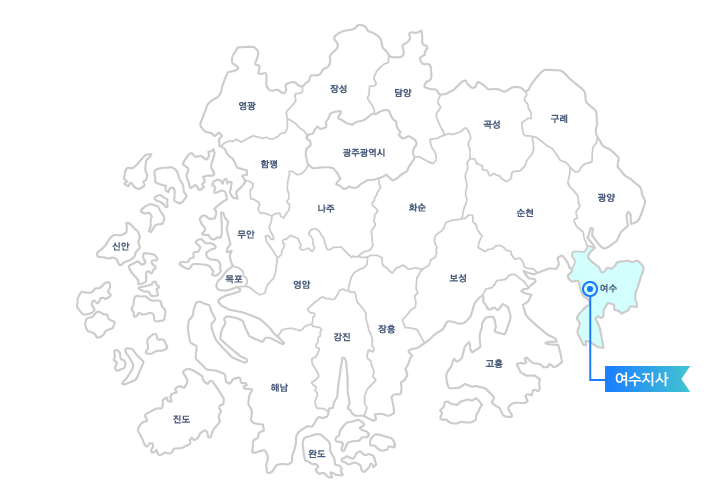 장성
담양
영광
곡성
구례
광주광역시
함평
광양
나주
화순
순천
무안
신안
목포
영암
보성
여수
장흥
강진
고흥
여수지사
해남
진도
완도